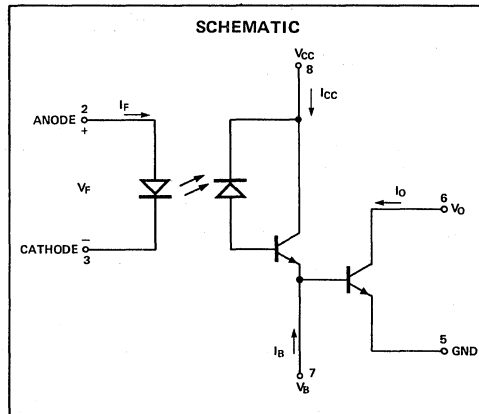 SCHEMATIC
VCC
8
ICC
2
IF
ANODE
+
VF
IO
6
VO
–
CATHODE
3
5
GND
IB
7
VB